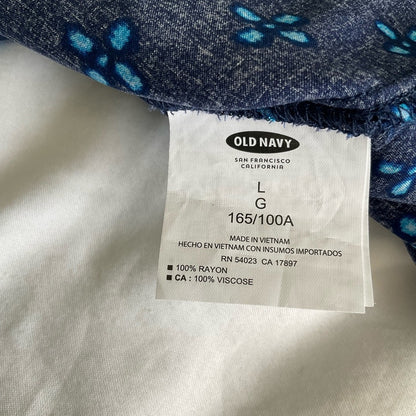 OLD NAVY
SAN FRANCISCO
CALIFORNIA
L
G
165/100A
MADE IN VIETNAM
HECHO EN VIETNAM CON INSUMOS IMPORTADOS
RN 54023 CA 17897
■ 100% RAYON
■ CA : 100% VISCOSE